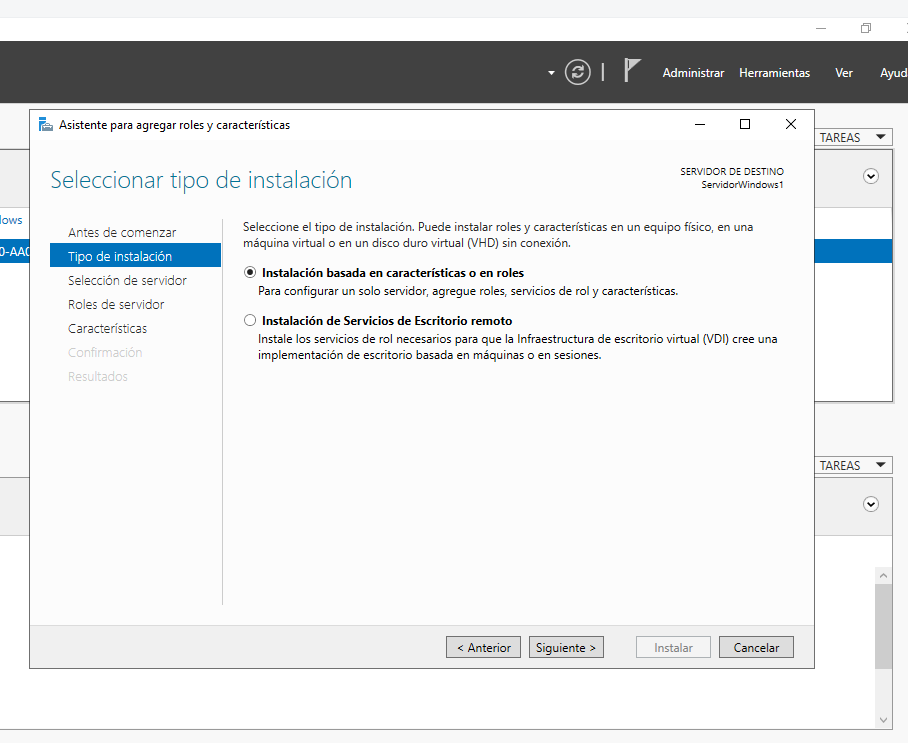 Administrar
Herramientas
Ver
Ayud
Asistente para agregar roles y características
TAREAS
Seleccionar tipo de instalación
SERVIDOR DE DESTINO
ServidorWindows1
lows
0-AAC
Antes de comenzar
Tipo de instalación
Selección de servidor
Roles de servidor
Características
Confirmación
Resultados
Seleccione el tipo de instalación. Puede instalar roles y características en un equipo físico, en una
máquina virtual o en un disco duro virtual (VHD) sin conexión.
Instalación basada en características o en roles
Para configurar un solo servidor, agregue roles, servicios de rol y características.
Instalación de Servicios de Escritorio remoto
Instale los servicios de rol necesarios para que la Infraestructura de escritorio virtual (VDI) cree una
implementación de escritorio basada en máquinas o en sesiones.
TAREAS
< Anterior
Siguiente >
Instalar
Cancelar